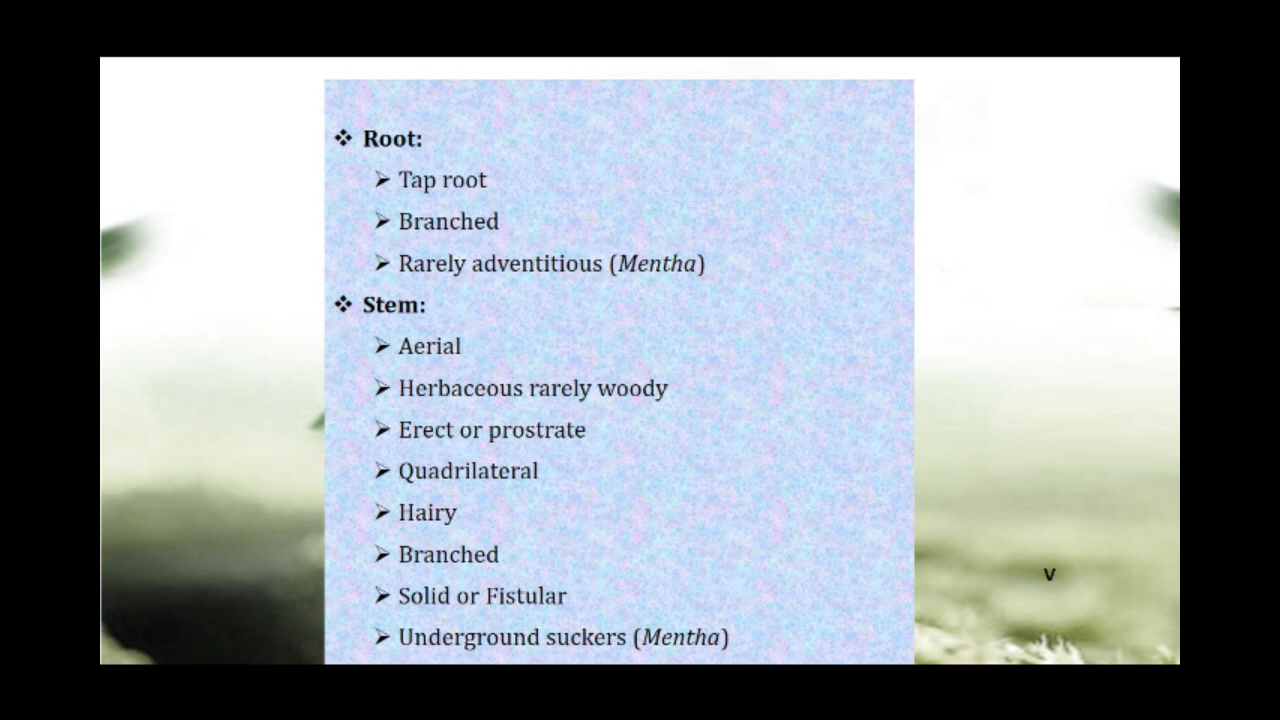 ❖ Root:
➢ Tap root
➢ Branched
➢ Rarely adventitious (Mentha)
❖ Stem:
➢ Aerial
➢ Herbaceous rarely woody
➢ Erect or prostrate
➢ Quadrilateral
➢ Hairy
➢ Branched
➢ Solid or Fistular
➢ Underground suckers (Mentha)
v